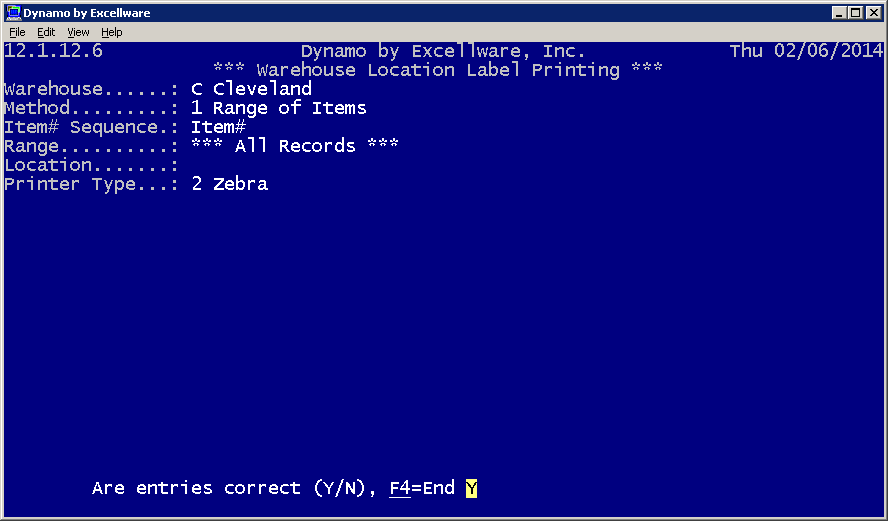 Dynamo by Excellware
File Edit View Help
12.1.12.6 Dynamo by Excellware, Inc. Thu 02/06/2014
*** Warehouse Location Label Printing ***
Warehouse......: C Cleveland
Method.........: 1 Range of Items
Item# Sequence.: Item#
Range..........: *** All Records ***
Location.......:
Printer Type...: 2 Zebra
Are entries correct (Y/N), F4=End Y